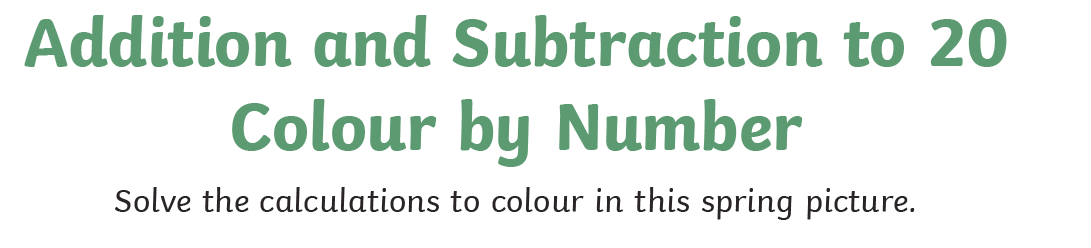 Addition and Subtraction to 20
Colour by Number
Solve the calculations to colour in this spring picture.